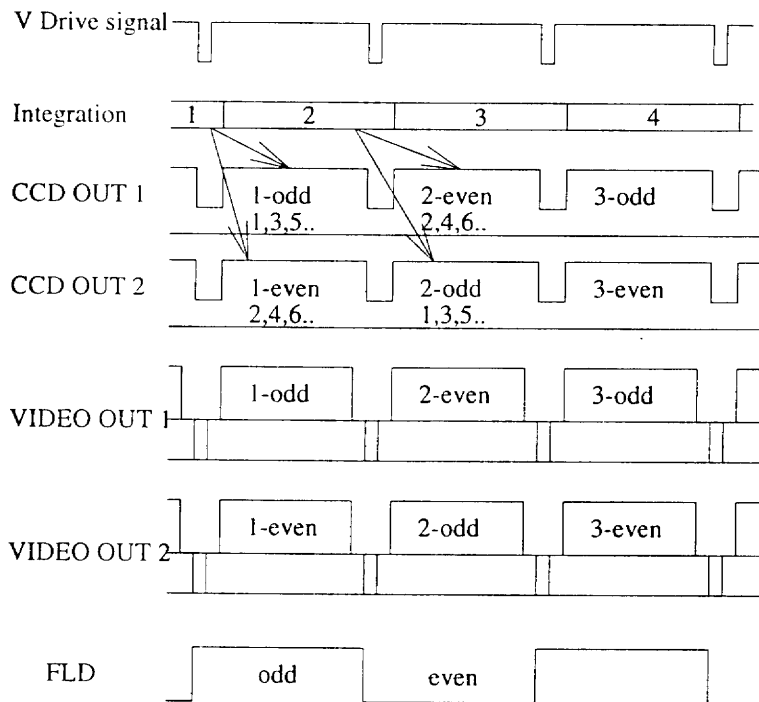 V Drive signal
Integration 1 2 3 4
CCD OUT 1 1-odd 2-even 3-odd
1,3,5.. 2,4,6..
CCD OUT 2 1-even 2-odd 3-even
2,4,6.. 1,3,5..
VIDEO OUT 1 1-odd 2-even 3-odd
VIDEO OUT 2 1-even 2-odd 3-even
FLD odd even